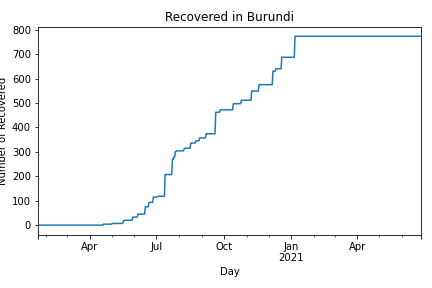 Recovered in Burundi
Number of Recovered
800
700
600
500
400
300
200
100
0
Apr
Jul
Oct
Jan
2021
Apr
Day